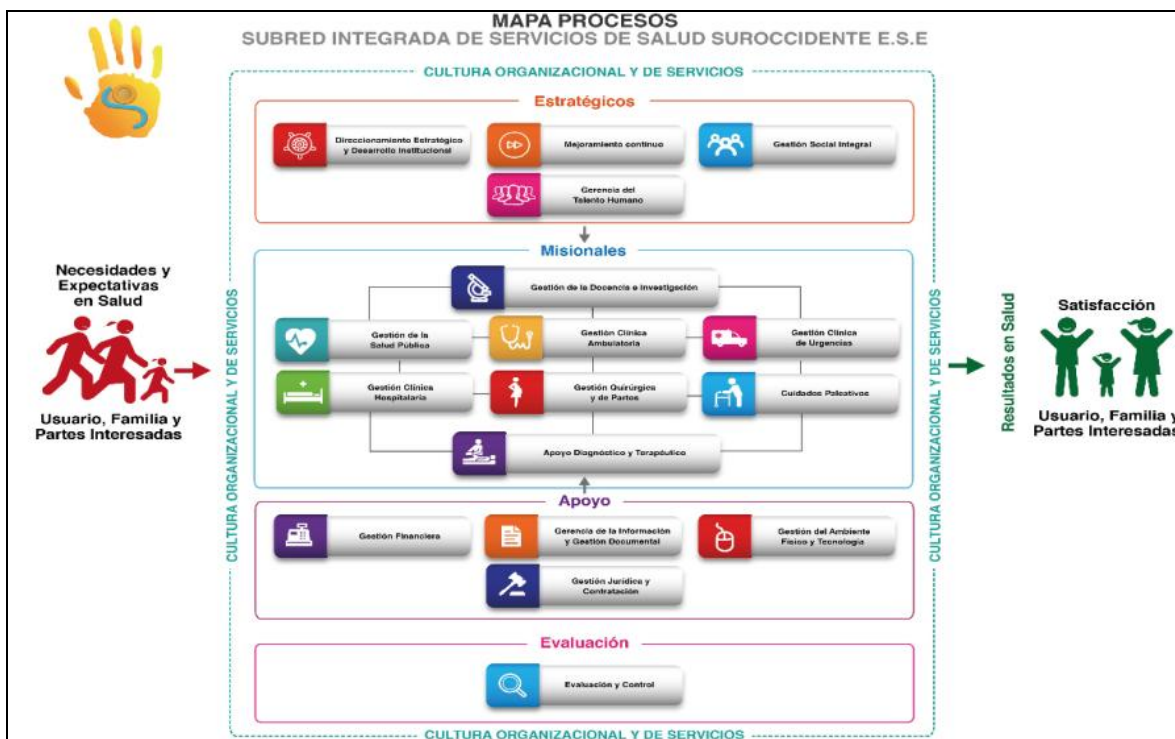 MAPA PROCESOS
SUBRED INTEGRADA DE SERVICIOS DE SALUD SUROCCIDENTE E.S.E
CULTURA ORGANIZACIONAL Y DE SERVICIOS
Estratégicos
Direccionamiento Estratégico
y Desarrollo Institucional
Mejoramiento continuo
Gestión Social Integral
Gerencia del
Talento Humano
Necesidades y
Expectativas
en Salud
Usuario, Familia y
Partes Interesadas
CULTURA ORGANIZACIONAL Y DE SERVICIOS
Misionales
Gestión de la Docencia e Investigación
Gestión de la
Salud Pública
Gestión Clínica
Ambulatoria
Gestión Clínica
de Urgencias
Gestión Clínica
Hospitalaria
Gestión Quirúrgica
y de Partos
Cuidados Paleativos
Apoyo Diagnóstico y Terapéutico
Apoyo
Gestión Financiera
Gerencia de la Información
y Gestión Documental
Gestión del Ambiente
Físico y Tecnología
Gestión Jurídica y
Contratación
Evaluación
Evaluación y Control
CULTURA ORGANIZACIONAL Y DE SERVICIOS
CULTURA ORGANIZACIONAL Y DE SERVICIOS
Resultados en Salud
Satisfacción
Usuario, Familia y
Partes Interesadas